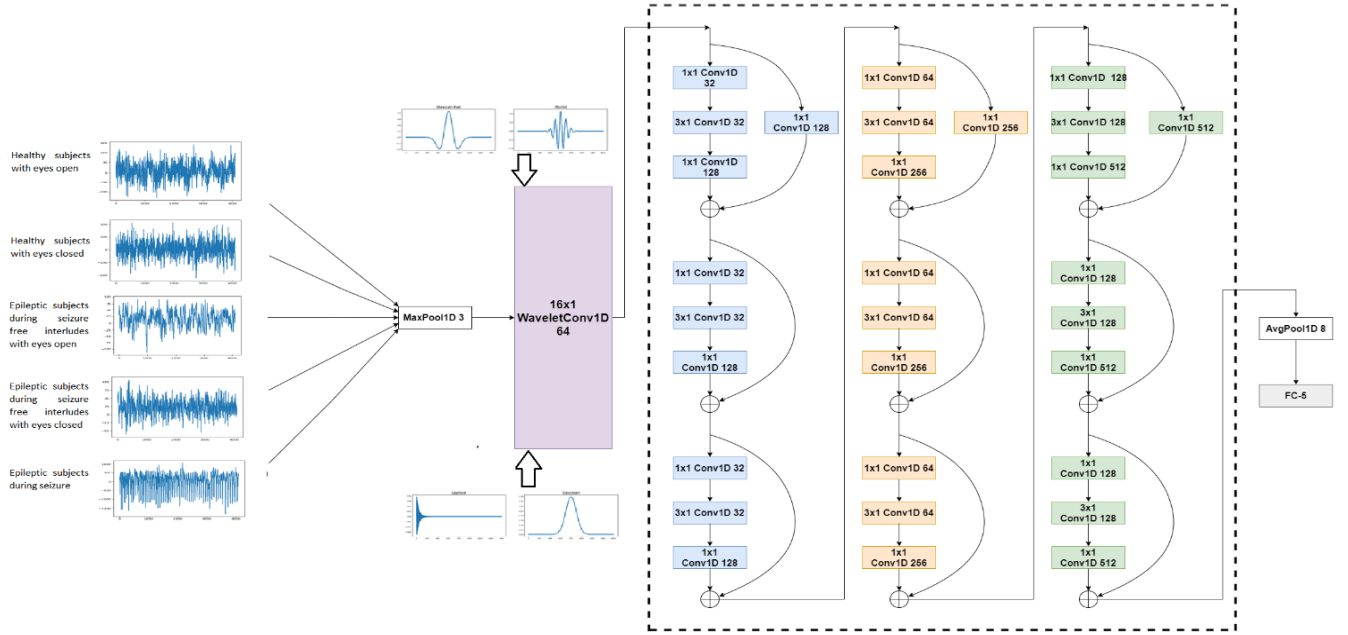 Healthy subjects
with eyes open
Healthy subjects
with eyes closed
Epileptic subjects
during seizure
free interludes
with eyes open
Epileptic subjects
during seizure
free interludes
with eyes closed
Epileptic subjects
during seizure
MaxPool1D 3
Morlet
16x1
WaveletConv1D
64
Laplace
Gaussian
1x1 Conv1D
32
3x1 Conv1D 32
1x1 Conv1D
128
1x1
Conv1D 128
1x1 Conv1D 32
3x1 Conv1D 32
1x1
Conv1D 128
1x1 Conv1D 32
3x1 Conv1D 32
1x1
Conv1D 128
1x1 Conv1D 64
3x1 Conv1D 64
1x1
Conv1D 256
1x1
Conv1D 256
1x1 Conv1D 64
3x1 Conv1D 64
1x1
Conv1D 256
1x1 Conv1D 64
3x1 Conv1D 64
1x1
Conv1D 256
1x1 Conv1D 128
3x1 Conv1D 128
1x1 Conv1D 512
1x1
Conv1D 512
1x1
Conv1D 128
3x1
Conv1D 128
1x1
Conv1D 512
1x1
Conv1D 128
3x1
Conv1D 128
1x1
Conv1D 512
AvgPool1D 8
FC-5